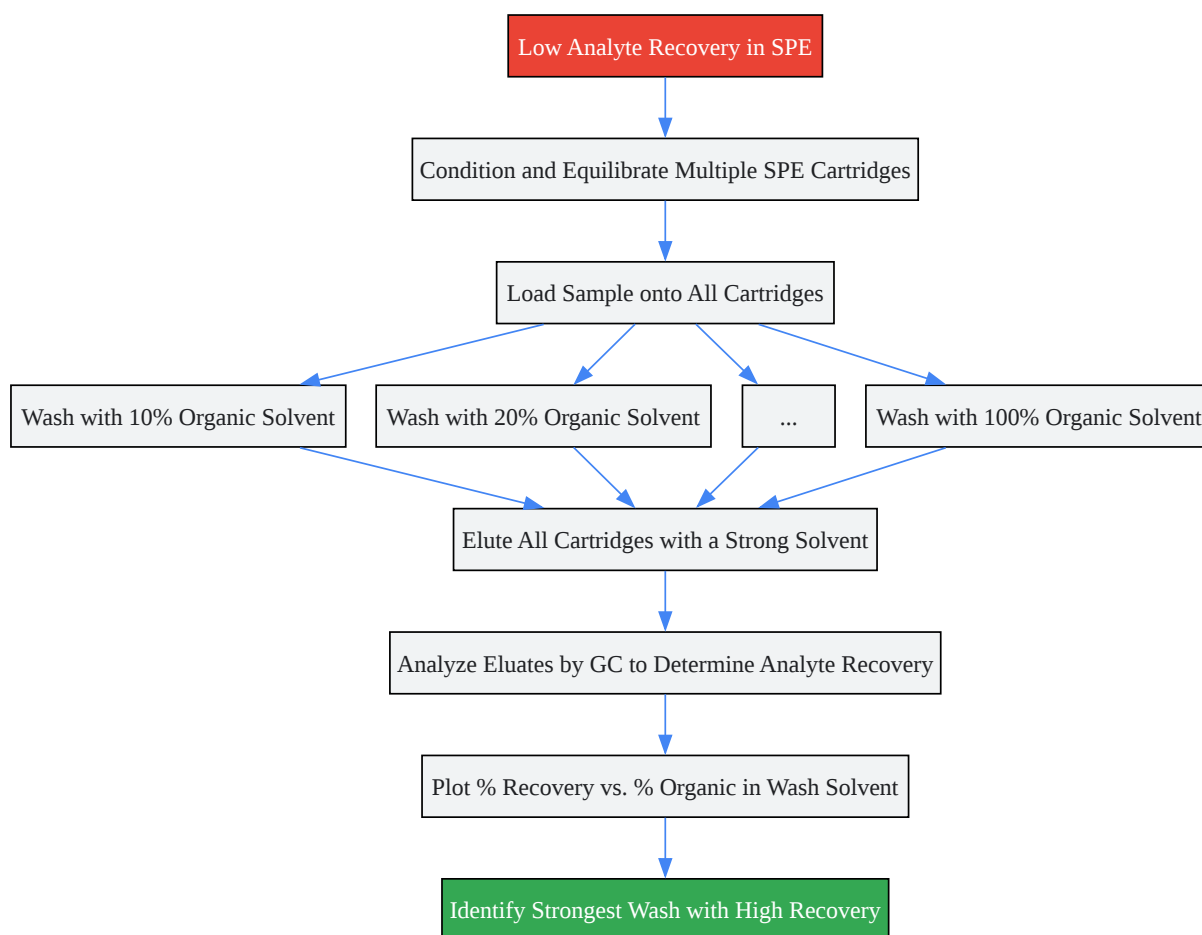 Low Analyte Recovery in SPE
Condition and Equilibrate Multiple SPE Cartridges
Load Sample onto All Cartridges
Wash with 10% Organic Solvent
Wash with 20% Organic Solvent
...
Wash with 100% Organic Solvent
Elute All Cartridges with a Strong Solvent
Analyze Eluates by GC to Determine Analyte Recovery
Plot % Recovery vs. % Organic in Wash Solvent
Identify Strongest Wash with High Recovery